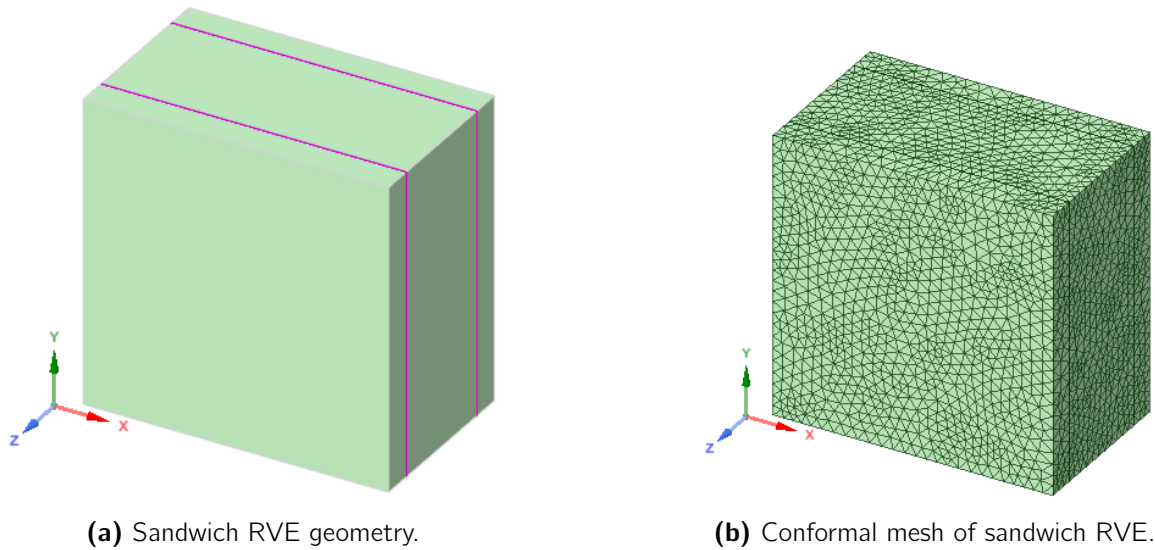 Y
Z
X
Y
Z
X
(a) Sandwich RVE geometry.
(b) Conformal mesh of sandwich RVE.